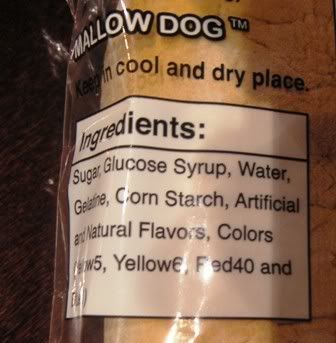 MALLOW DOG™
Keep in cool and dry place.
Ingredients:
Sugar, Glucose Syrup, Water,
Gelatine, Corn Starch, Artificial
and Natural Flavors, Colors
Yellow5, Yellow6, Red40 and